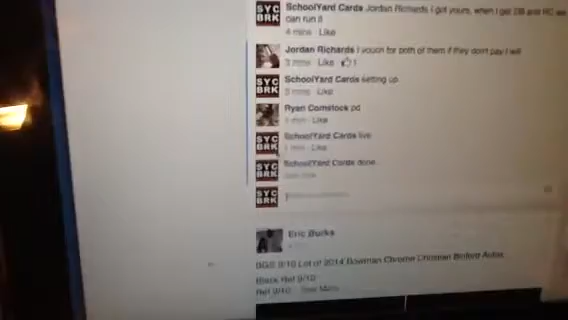 SYC
BRK
SchoolYard Cards Jordan Richards I got yours, when I get DB and RC we
can run it
4 mins · Like
Jordan Richards I vouch for both of them if they don't pay I will
3 mins · Like 1
SYC
BRK
SchoolYard Cards setting up
Like
Ryan Comstock pd
Like
SYC
BRK
SchoolYard Cards live
Like
SYC
BRK
SchoolYard Cards done
SYC
BRK
Eric Burks
BGS 9/10 Lot of 2014 Bowman Chrome Christian Binford Autos
Black Ref 9/10
Ref 9/10 See More